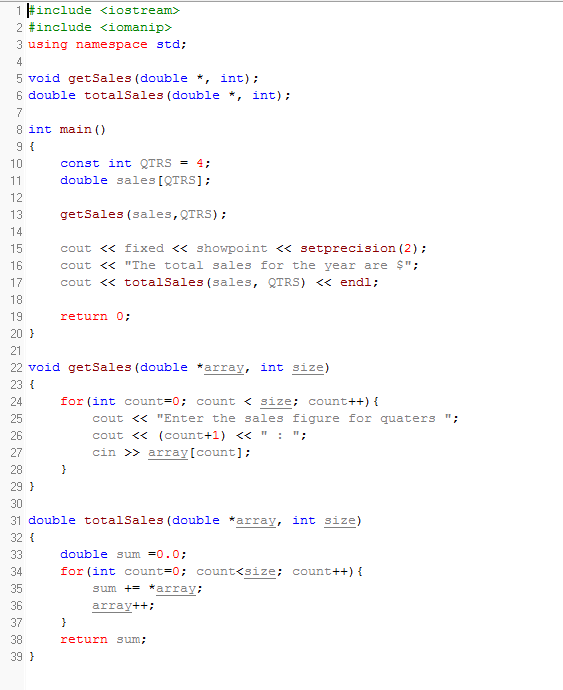 1 #include <iostream>
2 #include <iomanip>
3 using namespace std;
4
5 void getSales(double *, int);
6 double totalSales(double *, int);
7
8 int main()
9 {
10     const int QTRS = 4;
11     double sales[QTRS];
12
13     getSales(sales,QTRS);
14
15     cout << fixed << showpoint << setprecision(2);
16     cout << "The total sales for the year are $";
17     cout << totalSales(sales, QTRS) << endl;
18
19     return 0;
20 }
21
22 void getSales(double *array, int size)
23 {
24     for(int count=0; count < size; count++){
25         cout << "Enter the sales figure for quaters ";
26         cout << (count+1) << " : ";
27         cin >> array[count];
28     }
29 }
30
31 double totalSales(double *array, int size)
32 {
33     double sum =0.0;
34     for(int count=0; count<size; count++){
35         sum += *array;
36         array++;
37     }
38     return sum;
39 }